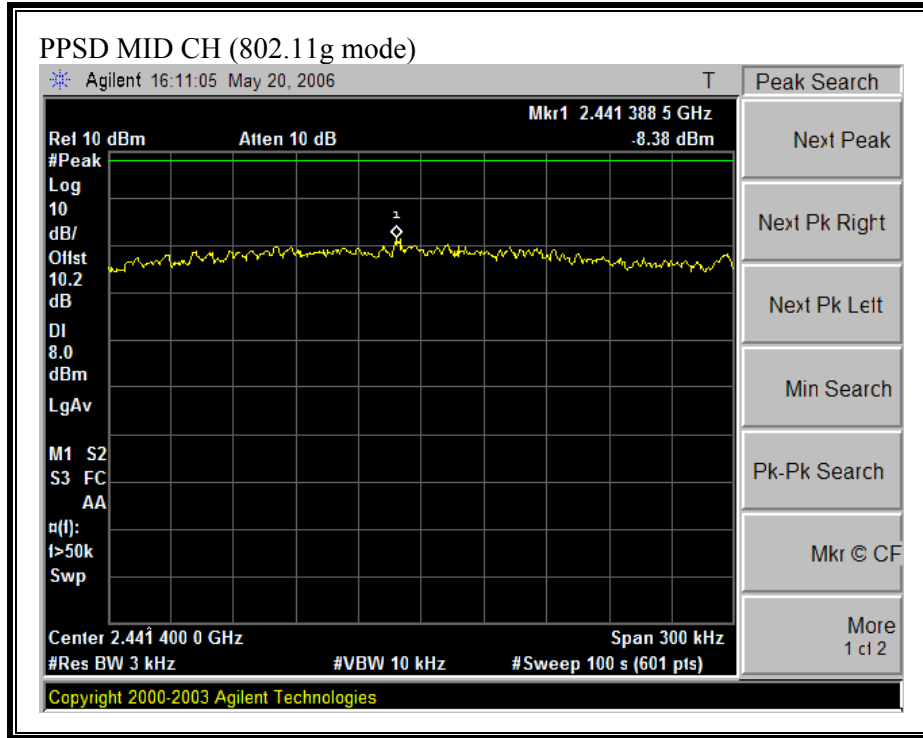 PPSD MID CH (802.11g mode)
Agilent 16:11:05 May 20, 2006 T
Peak Search
Mkr1 2.441 388 5 GHz
Ref 10 dBm Atten 10 dB -8.38 dBm
#Peak
Log
10
dB/
Offst
10.2
dB
DI
8.0
dBm
LgAv
M1 S2
S3 FC
AA
¤(f):
f>50k
Swp
1
Center 2.441 400 0 GHz Span 300 kHz
#Res BW 3 kHz #VBW 10 kHz #Sweep 100 s (601 pts)
Copyright 2000-2003 Agilent Technologies
Next Peak
Next Pk Right
Next Pk Left
Min Search
Pk-Pk Search
Mkr © CF
More
1 of 2